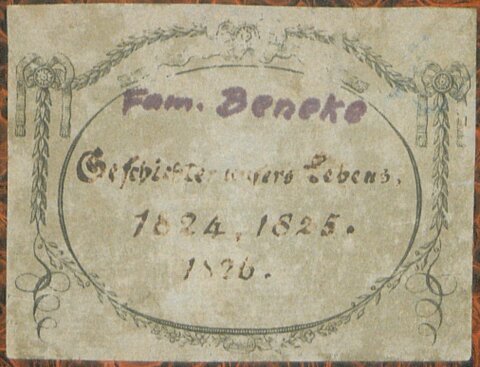 Fam. Beneke
Geschichte unsers Lebens,
1824, 1825.
1826.